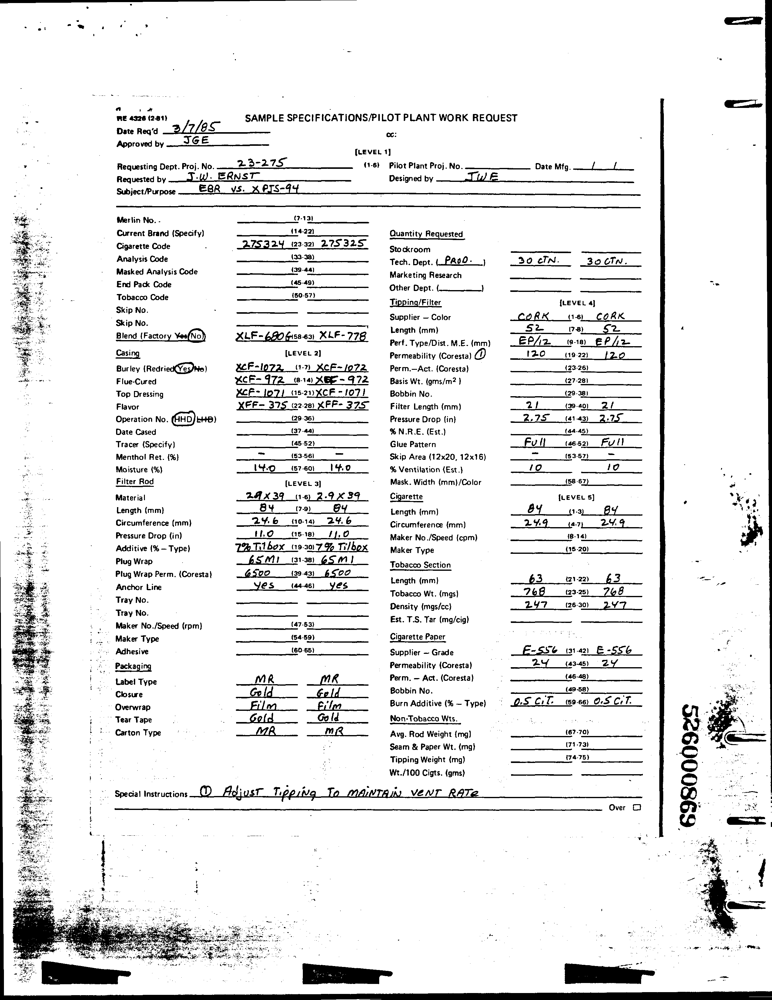 RE 4326 (2-81)
SAMPLE SPECIFICATIONS/PILOT PLANT WORK REQUEST
Date Req'd 3/7/85
cc:
Approved by JGE
[LEVEL 1]
Requesting Dept. Proj. No. 23-275 (1-6) Pilot Plant Proj. No. Date Mfg. / /
Requested by J.W. ERNST Designed by JWE
Subject/Purpose EBR VS. XPJS-94
Merlin No. (7-13)
Current Brand (Specify) (14-22) Quantity Requested
Cigarette Code 275324 (23-32) 275325 Stockroom
Analysis Code (33-38) Tech. Dept. (PROD.) 30 CTN. 30 CTN.
Masked Analysis Code (39-44) Marketing Research
End Pack Code (45-49) Other Dept. ( )
Tobacco Code (50-57) Tipping/Filter [LEVEL 4]
Skip No. Supplier – Color CORK (1-6) CORK
Skip No. Length (mm) 52 (7-8) 52
Blend (Factory Yes/No) XLF-6806 (58-63) XLF-778 Perf. Type/Dist. M.E. (mm) EP/12 (9-18) EP/12
Casing [LEVEL 2] Permeability (Coresta) ① 120 (19-22) 120
Burley (Redried Yes/No) XCF-1072 (1-7) XCF-1072 Perm.–Act. (Coresta) (23-26)
Flue-Cured XCF-972 (8-14) XCF-972 Basis Wt. (gms/m²) (27-28)
Top Dressing XCF-1071 (15-21) XCF-1071 Bobbin No. (29-38)
Flavor XFF-375 (22-28) XFF-375 Filter Length (mm) 21 (39-40) 21
Operation No. (HHD/LHB) (29-36) Pressure Drop (in) 2.75 (41-43) 2.75
Date Cased (37-44) % N.R.E. (Est.) (44-45)
Tracer (Specify) (45-52) Glue Pattern Full (46-52) Full
Menthol Ret. (%) – (53-56) – Skip Area (12x20, 12x16) – (53-57) –
Moisture (%) 14.0 (57-60) 14.0 % Ventilation (Est.) 10 10
Filter Rod [LEVEL 3] Mask. Width (mm)/Color (58-67)
Material 2.9 X 39 (1-6) 2.9 X 39 Cigarette [LEVEL 5]
Length (mm) 84 (7-9) 84 Length (mm) 84 (1-3) 84
Circumference (mm) 24.6 (10-14) 24.6 Circumference (mm) 24.9 (4-7) 24.9
Pressure Drop (in) 11.0 (15-18) 11.0 Maker No./Speed (cpm) (8-14)
Additive (% – Type) 7% Tilbox (19-30) 7% Tilbox Maker Type (15-20)
Plug Wrap 65M1 (31-38) 65M1 Tobacco Section
Plug Wrap Perm. (Coresta) 6500 (39-43) 6500 Length (mm) 63 (21-22) 63
Anchor Line Yes (44-46) Yes Tobacco Wt. (mgs) 768 (23-25) 768
Tray No. Density (mgs/cc) 247 (26-30) 247
Tray No. Est. T.S. Tar (mg/cig)
Maker No./Speed (rpm) (47-53)
Maker Type (54-59) Cigarette Paper
Adhesive (60-65) Supplier – Grade E-556 (31-42) E-556
Packaging Permeability (Coresta) 24 (43-45) 24
Label Type MR MR Perm. – Act. (Coresta) (46-48)
Closure Gold Gold Bobbin No. (49-58)
Overwrap Film Film Burn Additive (% – Type) 0.5 CiT. (59-66) 0.5 CiT.
Tear Tape Gold Gold Non-Tobacco Wts.
Carton Type MR MR Avg. Rod Weight (mg) (67-70)
Seam & Paper Wt. (mg) (71-73)
Tipping Weight (mg) (74-75)
Wt./100 Cigts. (gms)
Special Instructions ① Adjust Tipping To MAINTAIN VENT RATE
Over
526000869